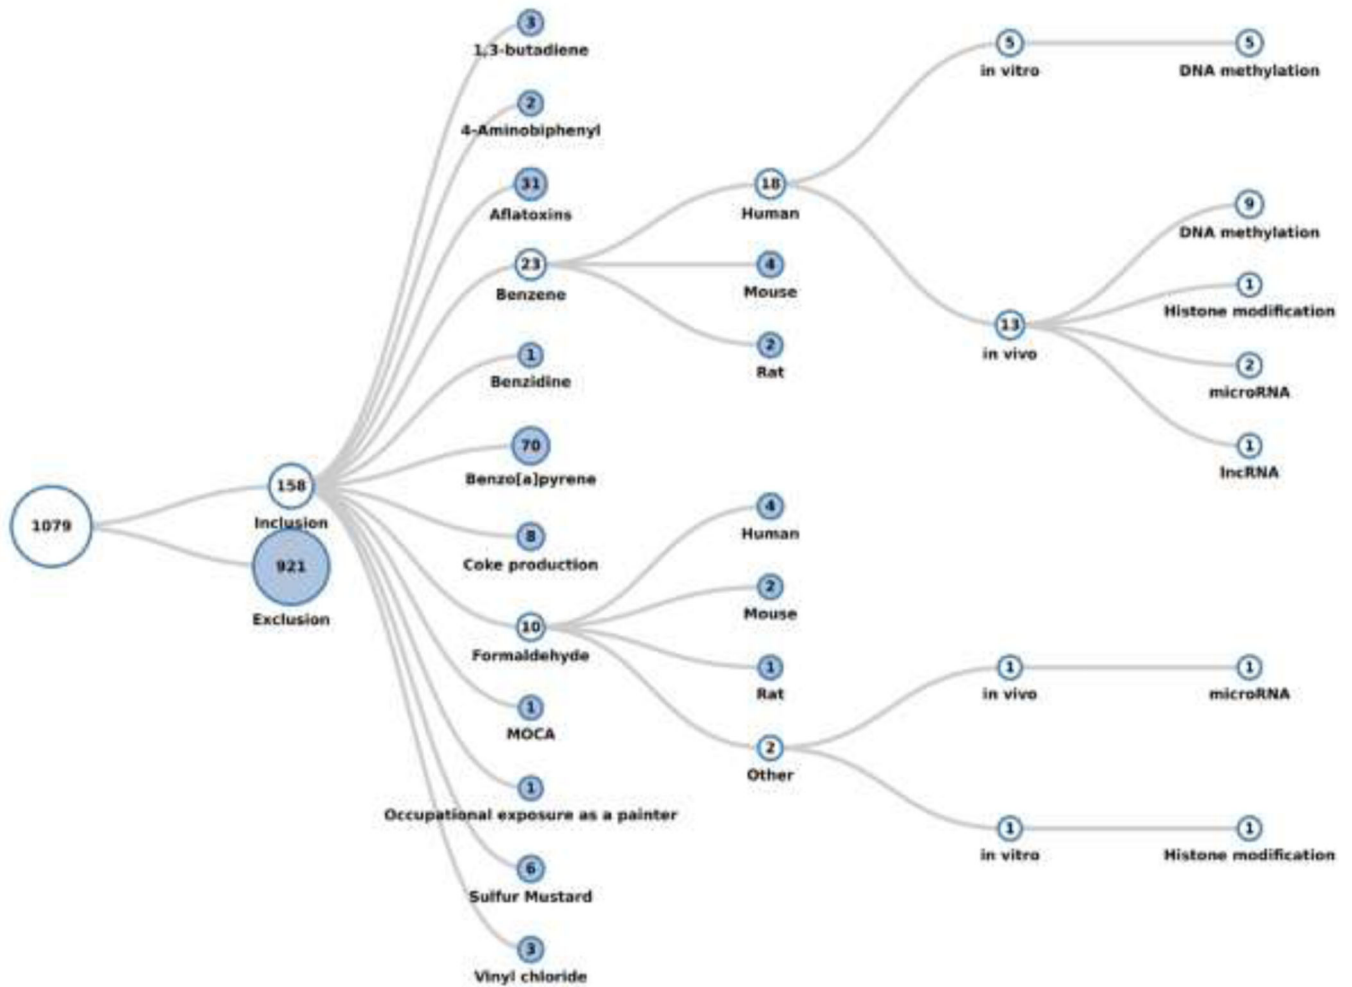 1079
158
Inclusion
921
Exclusion
3
1,3-butadiene
2
4-Aminobiphenyl
31
Aflatoxins
23
Benzene
1
Benzidine
70
Benzo[a]pyrene
8
Coke production
10
Formaldehyde
1
MOCA
1
Occupational exposure as a painter
6
Sulfur Mustard
3
Vinyl chloride
18
Human
4
Mouse
2
Rat
4
Human
2
Mouse
1
Rat
2
Other
5
in vitro
13
in vivo
1
in vivo
1
in vitro
5
DNA methylation
9
DNA methylation
1
Histone modification
2
microRNA
1
lncRNA
1
microRNA
1
Histone modification